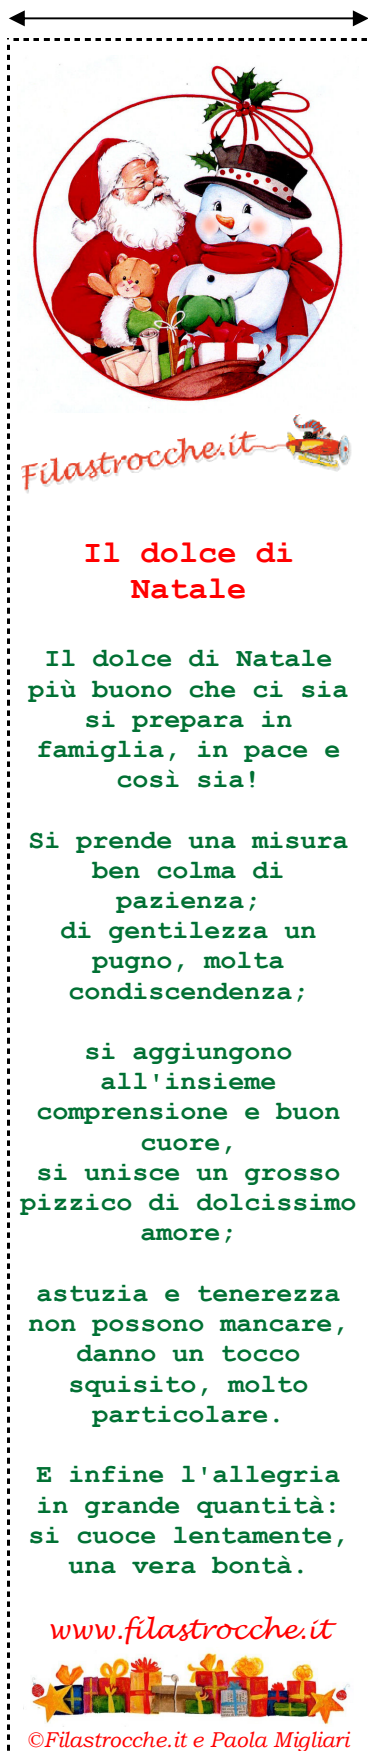 Filastrocche.it
Il dolce di
Natale
Il dolce di Natale
più buono che ci sia
si prepara in
famiglia, in pace e
così sia!
Si prende una misura
ben colma di
pazienza;
di gentilezza un
pugno, molta
condiscendenza;
si aggiungono
all'insieme
comprensione e buon
cuore,
si unisce un grosso
pizzico di dolcissimo
amore;
astuzia e tenerezza
non possono mancare,
danno un tocco
squisito, molto
particolare.
E infine l'allegria
in grande quantità:
si cuoce lentamente,
una vera bontà.
www.filastrocche.it
©Filastrocche.it e Paola Migliari